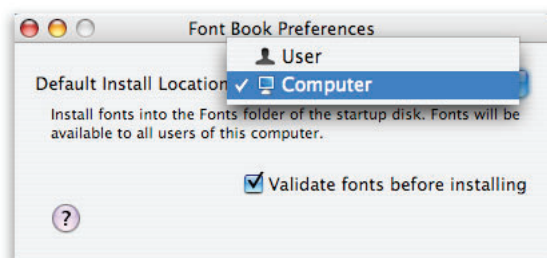 Font Book Preferences
User
Default Install Location
✓ Computer
Install fonts into the Fonts folder of the startup disk. Fonts will be
available to all users of this computer.
Validate fonts before installing
?